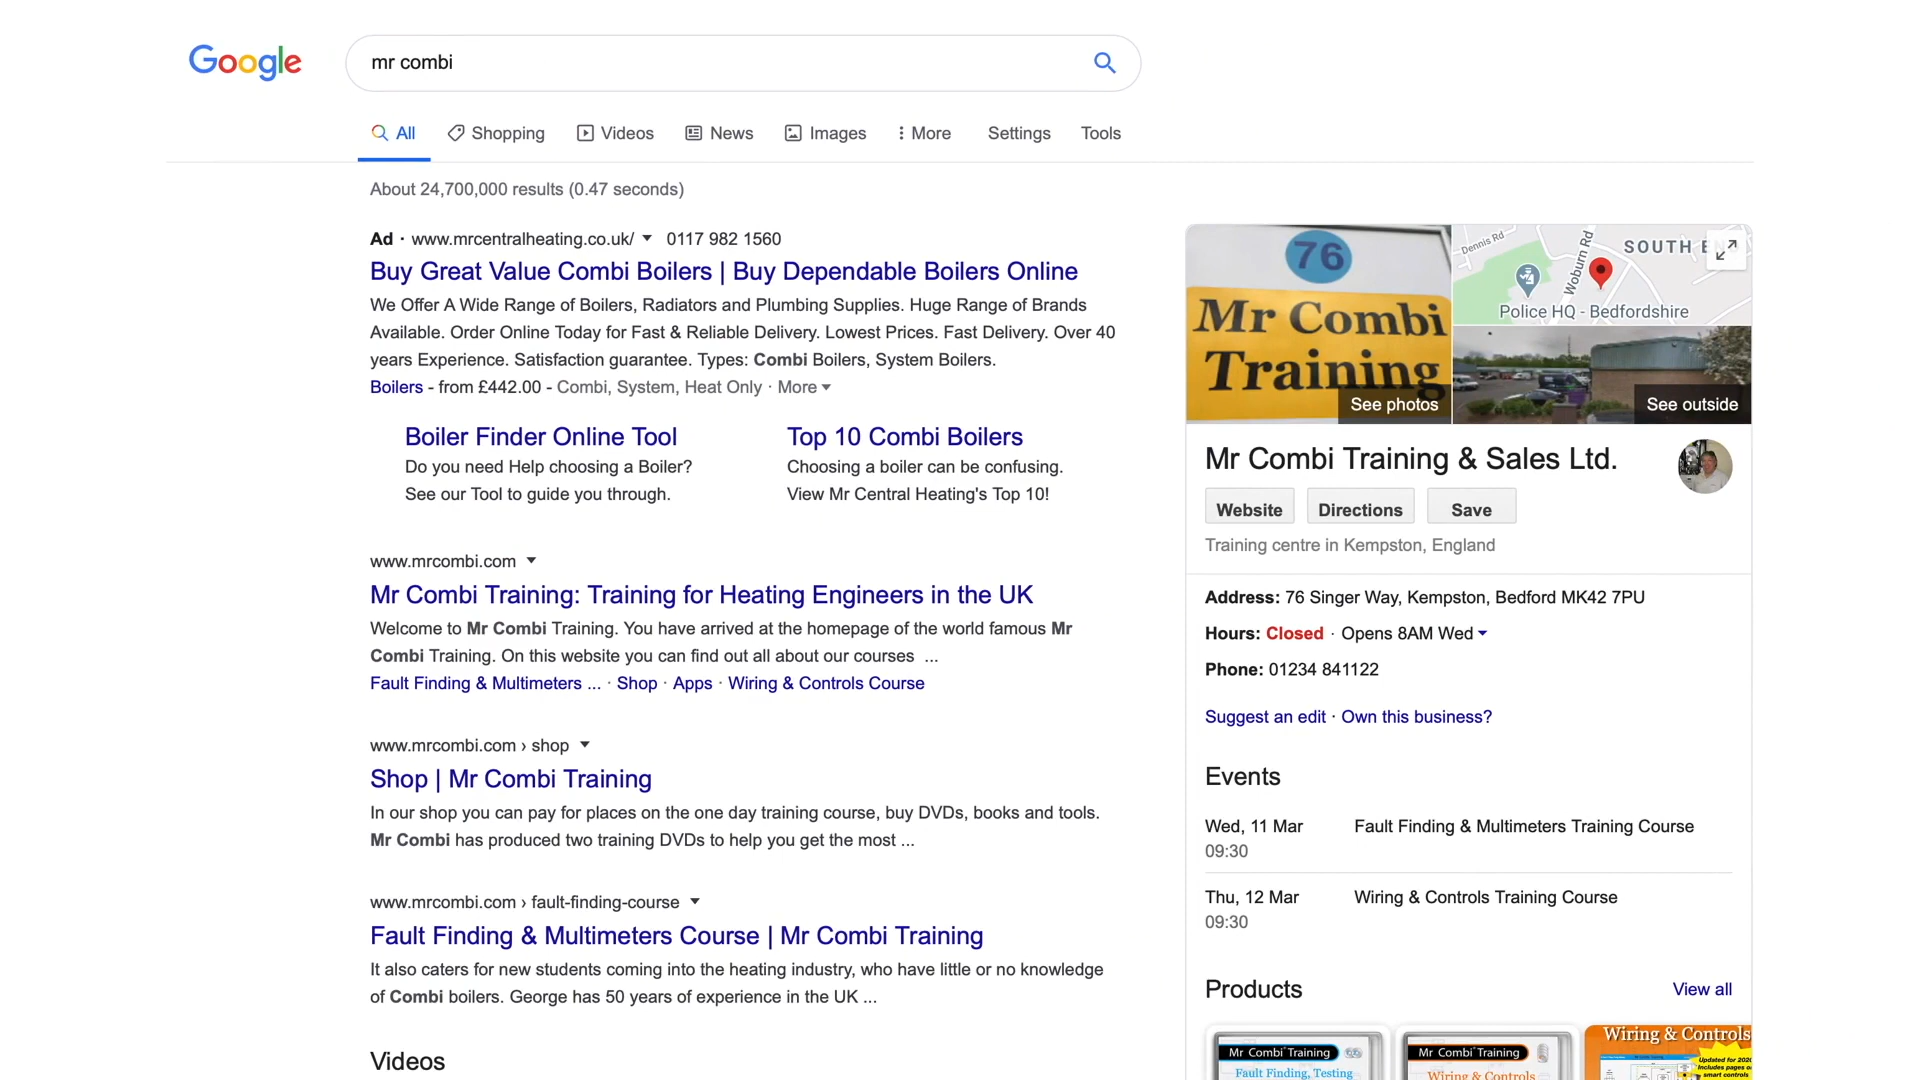 Google
mr combi
All
Shopping
Videos
News
Images
More
Settings
Tools
About 24,700,000 results (0.47 seconds)
Ad · www.mrcentralheating.co.uk/ 0117 982 1560
Buy Great Value Combi Boilers | Buy Dependable Boilers Online
We Offer A Wide Range of Boilers, Radiators and Plumbing Supplies. Huge Range of Brands
Available. Order Online Today for Fast & Reliable Delivery. Lowest Prices. Fast Delivery. Over 40
years Experience. Satisfaction guarantee. Types: Combi Boilers, System Boilers.
Boilers - from £442.00 - Combi, System, Heat Only · More
Boiler Finder Online Tool
Do you need Help choosing a Boiler?
See our Tool to guide you through.
Top 10 Combi Boilers
Choosing a boiler can be confusing.
View Mr Central Heating's Top 10!
www.mrcombi.com
Mr Combi Training: Training for Heating Engineers in the UK
Welcome to Mr Combi Training. You have arrived at the homepage of the world famous Mr
Combi Training. On this website you can find out all about our courses ...
Fault Finding & Multimeters ... · Shop · Apps · Wiring & Controls Course
www.mrcombi.com › shop
Shop | Mr Combi Training
In our shop you can pay for places on the one day training course, buy DVDs, books and tools.
Mr Combi has produced two training DVDs to help you get the most ...
www.mrcombi.com › fault-finding-course
Fault Finding & Multimeters Course | Mr Combi Training
It also caters for new students coming into the heating industry, who have little or no knowledge
of Combi boilers. George has 50 years of experience in the UK ...
Videos
76
Mr Combi
Training
See photos
Dennis Rd
Woburn Rd
SOUTH E
Police HQ - Bedfordshire
See outside
Mr Combi Training & Sales Ltd.
Website
Directions
Save
Training centre in Kempston, England
Address: 76 Singer Way, Kempston, Bedford MK42 7PU
Hours: Closed · Opens 8AM Wed
Phone: 01234 841122
Suggest an edit · Own this business?
Events
Wed, 11 Mar Fault Finding & Multimeters Training Course
09:30
Thu, 12 Mar Wiring & Controls Training Course
09:30
Products
View all
Mr Combi Training
Fault Finding, Testing
Mr Combi Training
Wiring & Controls
Wiring & Controls
Updated for 2020
Includes pages o
smart controls